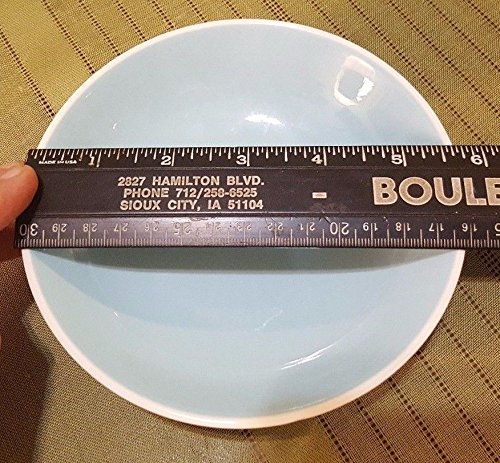 1 2 3 4 5 6
MADE IN USA
2827 HAMILTON BLVD.
PHONE 712/258-6525
SIOUX CITY, IA 51104
- BOULE
30 29 28 27 26 25 24 23 22 21 20 19 18 17 16 15